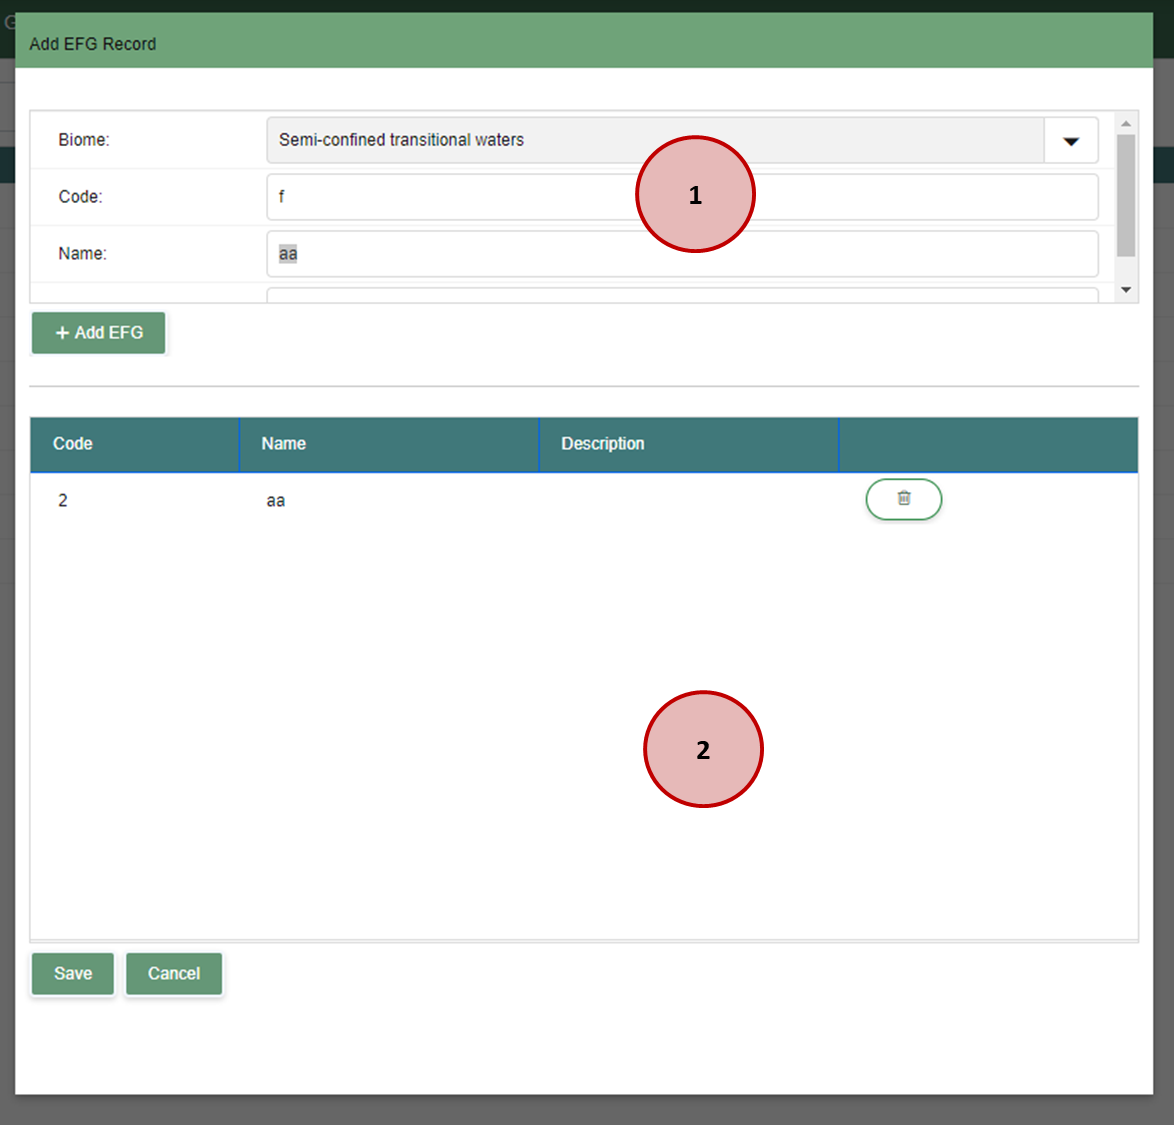 G
Add EFG Record
Biome: Semi-confined transitional waters
Code: f
1
Name: aa
+ Add EFG
Code Name Description
2 aa
2
Save Cancel